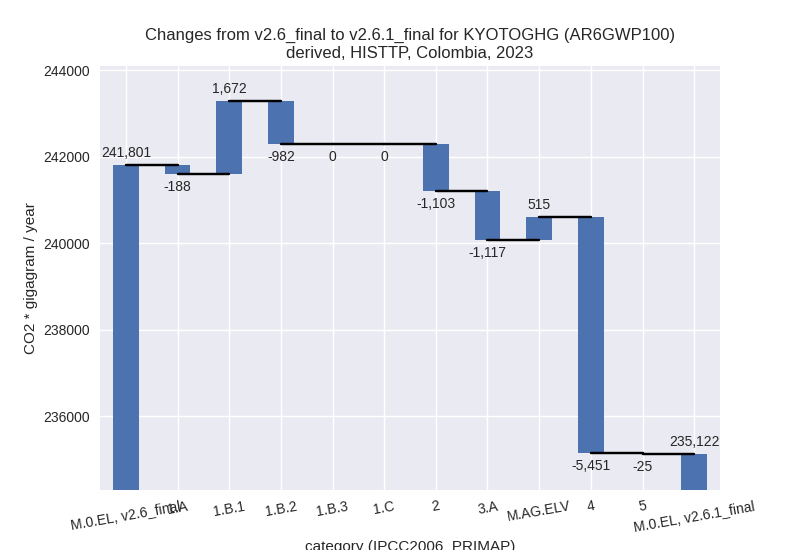 Changes from v2.6_final to v2.6.1_final for KYOTOGHG (AR6GWP100)
derived, HISTTP, Colombia, 2023
CO2 * gigagram / year
244000
242000
240000
238000
236000
241,801
-188
1,672
-982
0
0
-1,103
-1,117
515
-5,451
-25
235,122
M.0.EL, v2.6_final
1.A
1.B.1
1.B.2
1.B.3
1.C
2
3.A
M.AG.ELV
4
5
M.0.EL, v2.6.1_final
category (IPCC2006_PRIMAP)